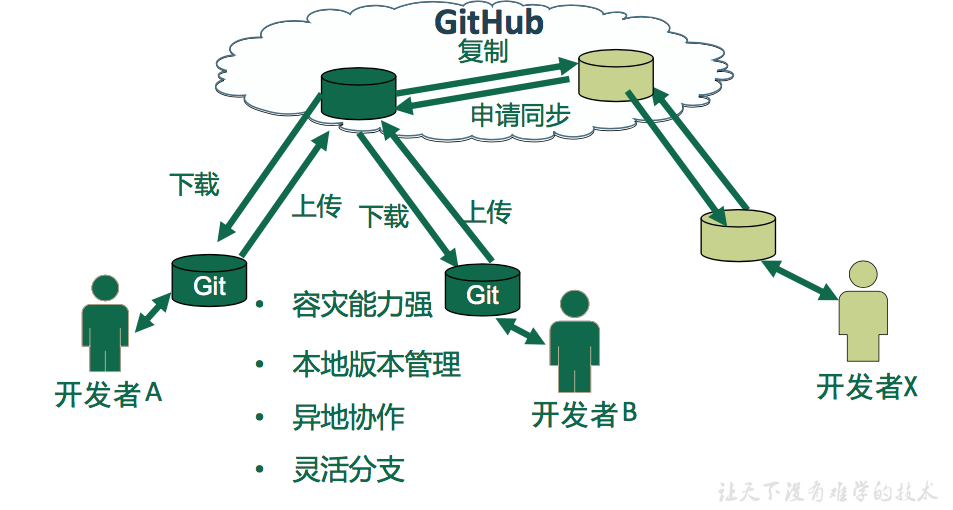 GitHub
复制
申请同步
下载
上传
下载
上传
Git
Git
• 容灾能力强
• 本地版本管理
• 异地协作
• 灵活分支
开发者A
开发者B
开发者X
让天下没有难学的技术